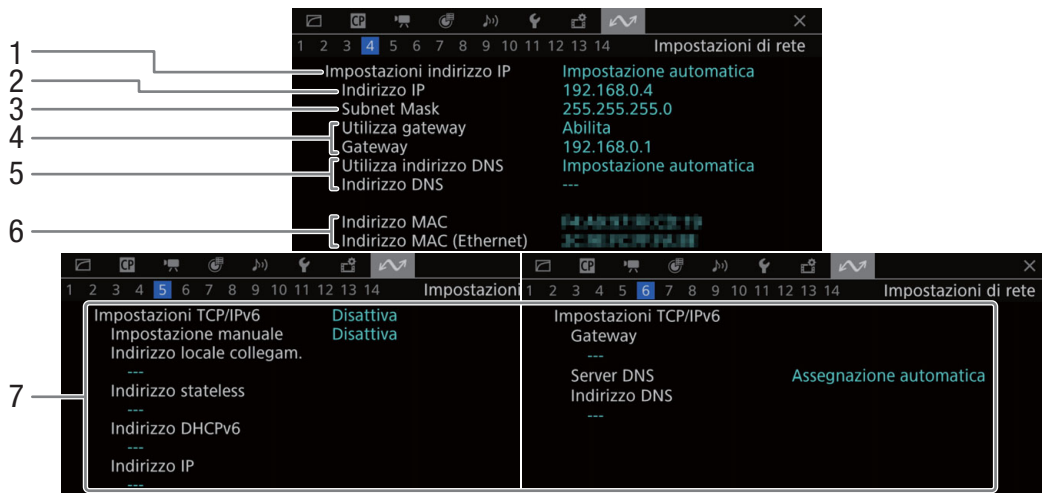 CP
1 2 3 4 5 6 7 8 9 10 11 12 13 14 Impostazioni di rete
1 Impostazioni indirizzo IP Impostazione automatica
2 Indirizzo IP 192.168.0.4
3 Subnet Mask 255.255.255.0
4 Utilizza gateway Abilita
Gateway 192.168.0.1
5 Utilizza indirizzo DNS Impostazione automatica
Indirizzo DNS ---
6 Indirizzo MAC
Indirizzo MAC (Ethernet)
CP
1 2 3 4 5 6 7 8 9 10 11 12 13 14 Impostazioni
7
Impostazioni TCP/IPv6 Disattiva
Impostazione manuale Disattiva
Indirizzo locale collegam.
---
Indirizzo stateless
---
Indirizzo DHCPv6
---
Indirizzo IP
---
CP
1 2 3 4 5 6 7 8 9 10 11 12 13 14 Impostazioni di rete
Impostazioni TCP/IPv6
Gateway
---
Server DNS Assegnazione automatica
Indirizzo DNS
---